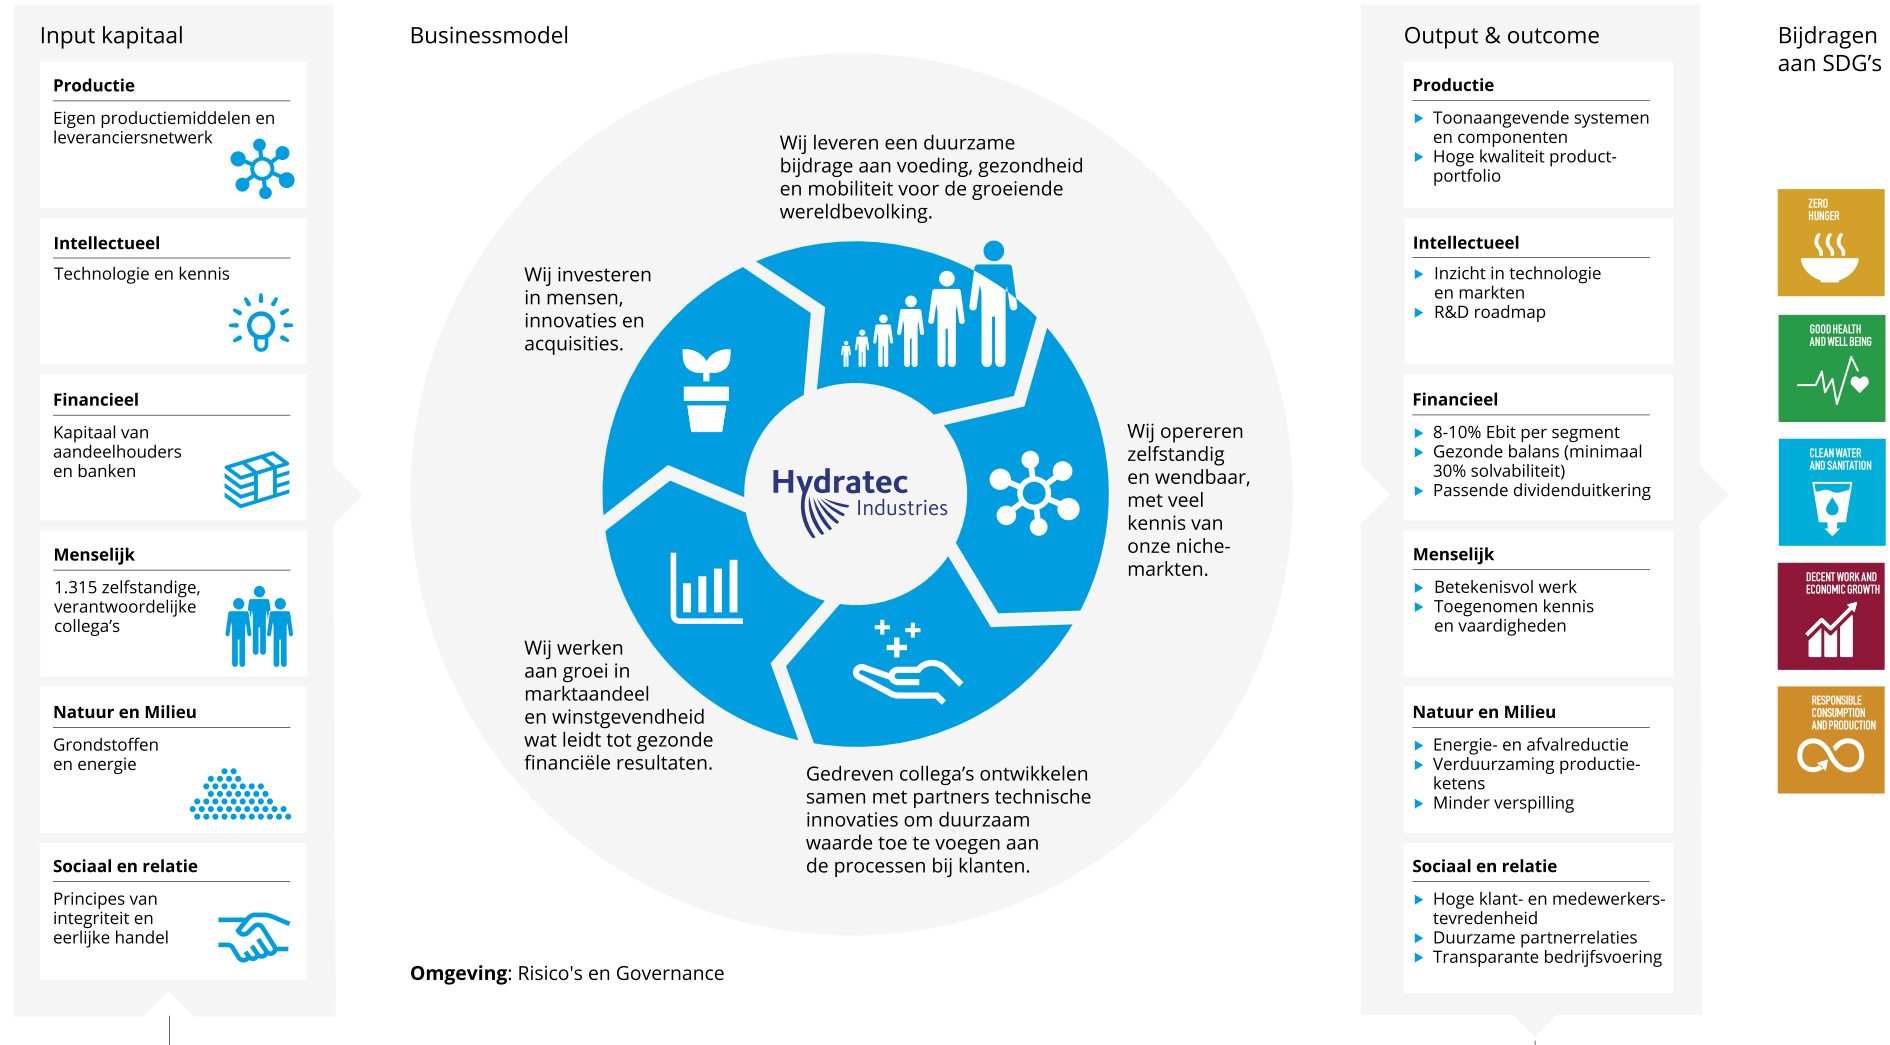 Input kapitaal
Productie
Eigen productiemiddelen en
leveranciersnetwerk
Intellectueel
Technologie en kennis
Financieel
Kapitaal van
aandeelhouders
en banken
Menselijk
1.315 zelfstandige,
verantwoordelijke
collega’s
Natuur en Milieu
Grondstoffen
en energie
Sociaal en relatie
Principes van
integriteit en
eerlijke handel
Businessmodel
Wij leveren een duurzame
bijdrage aan voeding, gezondheid
en mobiliteit voor de groeiende
wereldbevolking.
Wij investeren
in mensen,
innovaties en
acquisities.
Wij opereren
zelfstandig
en wendbaar,
met veel
kennis van
onze niche-
markten.
Hydratec
Industries
Wij werken
aan groei in
marktaandeel
en winstgevendheid
wat leidt tot gezonde
financiële resultaten.
Gedreven collega’s ontwikkelen
samen met partners technische
innovaties om duurzaam
waarde toe te voegen aan
de processen bij klanten.
Omgeving: Risico's en Governance
Output & outcome
Productie
Toonaangevende systemen
en componenten
Hoge kwaliteit product-
portfolio
Intellectueel
Inzicht in technologie
en markten
R&D roadmap
Financieel
8-10% Ebit per segment
Gezonde balans (minimaal
30% solvabiliteit)
Passende dividenduitkering
Menselijk
Betekenisvol werk
Toegenomen kennis
en vaardigheden
Natuur en Milieu
Energie- en afvalreductie
Verduurzaming productie-
ketens
Minder verspilling
Sociaal en relatie
Hoge klant- en medewerkers-
tevredenheid
Duurzame partnerrelaties
Transparante bedrijfsvoering
Bijdragen
aan SDG’s
ZERO
HUNGER
GOOD HEALTH
AND WELL BEING
CLEAN WATER
AND SANITATION
DECENT WORK AND
ECONOMIC GROWTH
RESPONSIBLE
CONSUMPTION
AND PRODUCTION